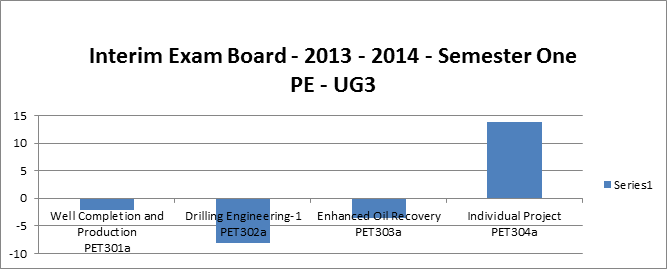 Interim Exam Board - 2013 - 2014 - Semester One
PE - UG3
15
10
5
0
-5
-10
Well Completion and
Production
PET301a
Drilling Engineering-1
PET302a
Enhanced Oil Recovery
PET303a
Individual Project
PET304a
Series1